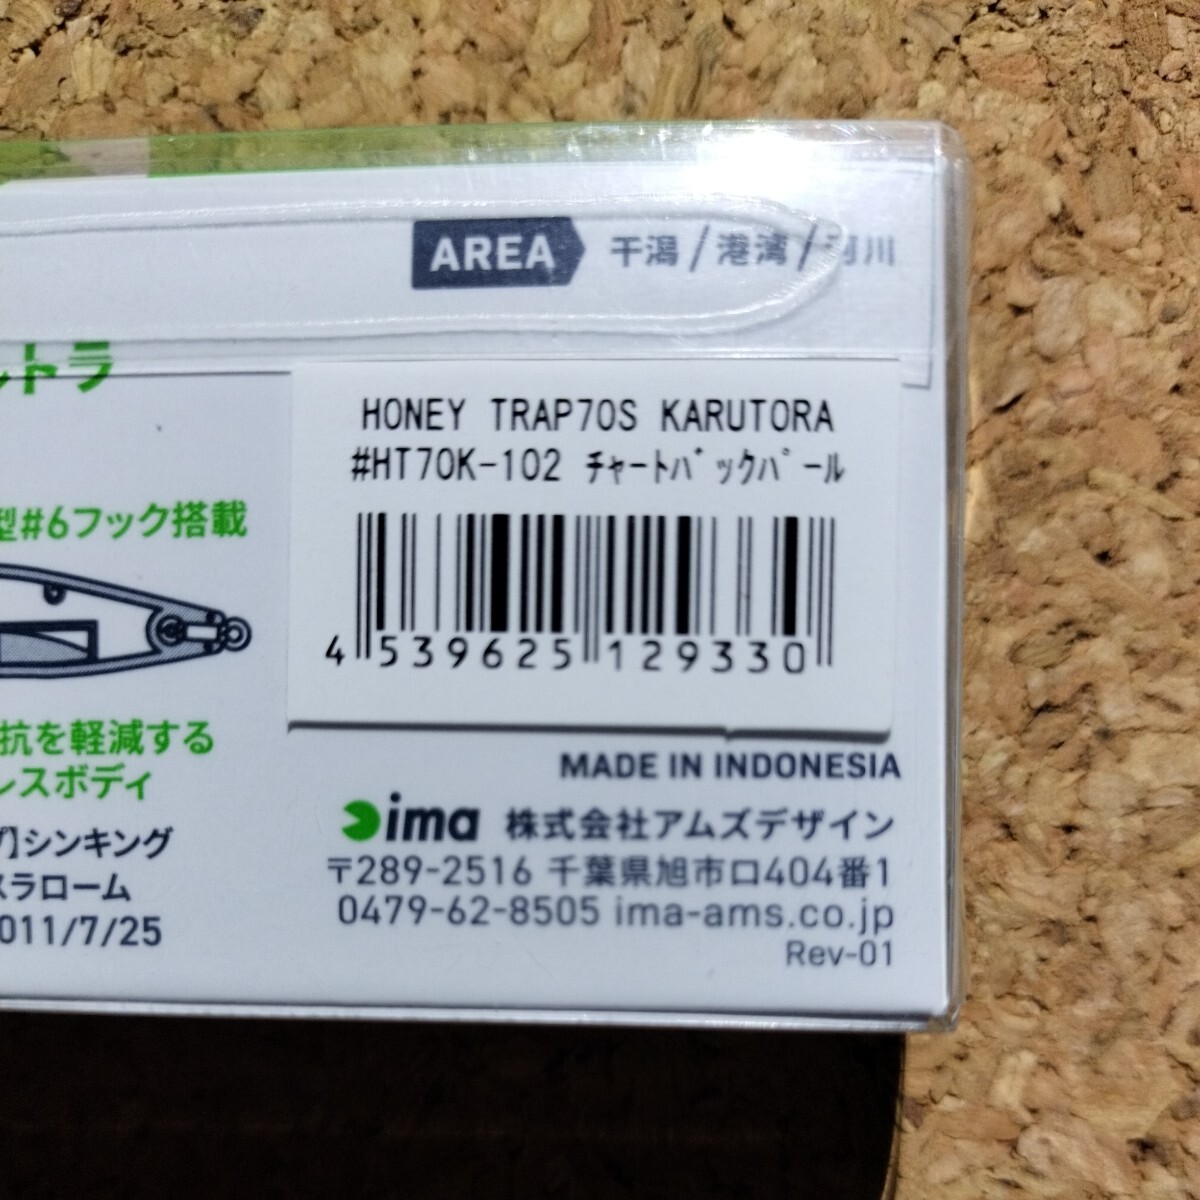 AREA 干潟/港湾/河川
ルトラ
HONEY TRAP70S KARUTORA
#HT70K-102 チャートバックパール
型#6フック搭載
4 539625 129330
抗を軽減する
レスボディ
MADE IN INDONESIA
ima 株式会社アムズデザイン
プ】シンキング
〒289-2516 千葉県旭市ロ404番1
スラローム
0479-62-8505 ima-ams.co.jp
011/7/25
Rev-01